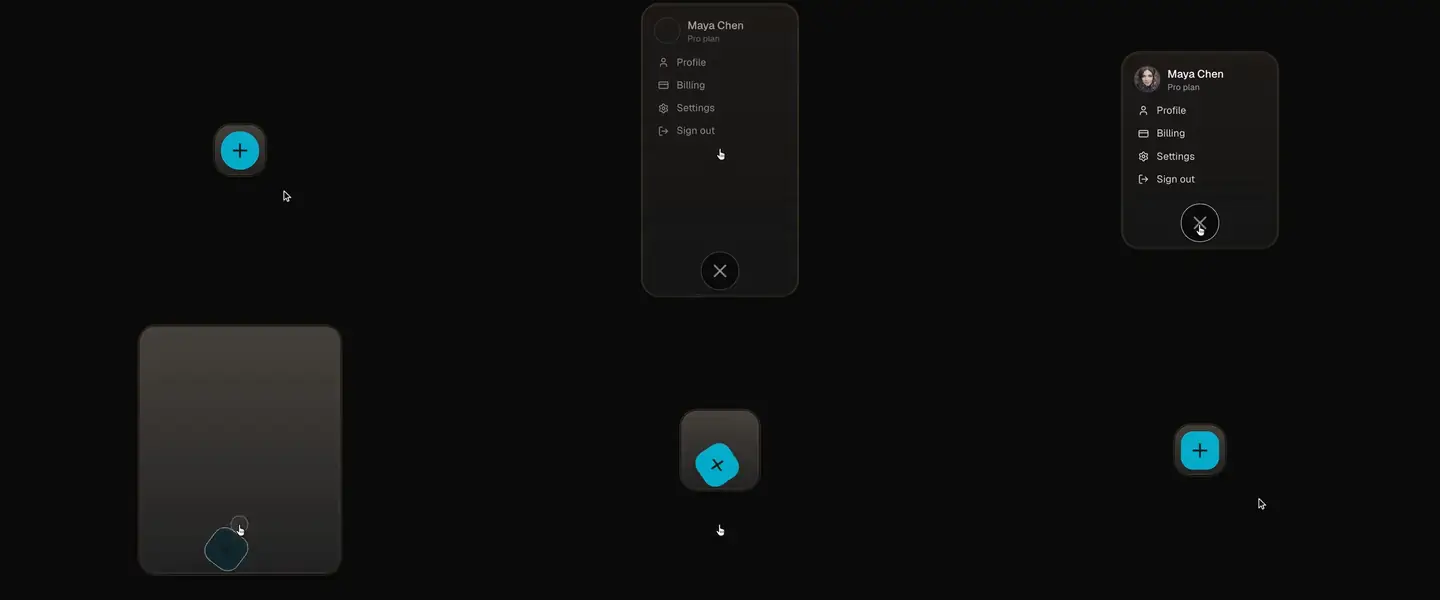 Maya Chen
Pro plan
Profile
Billing
Settings
Sign out
Maya Chen
Pro plan
Profile
Billing
Settings
Sign out